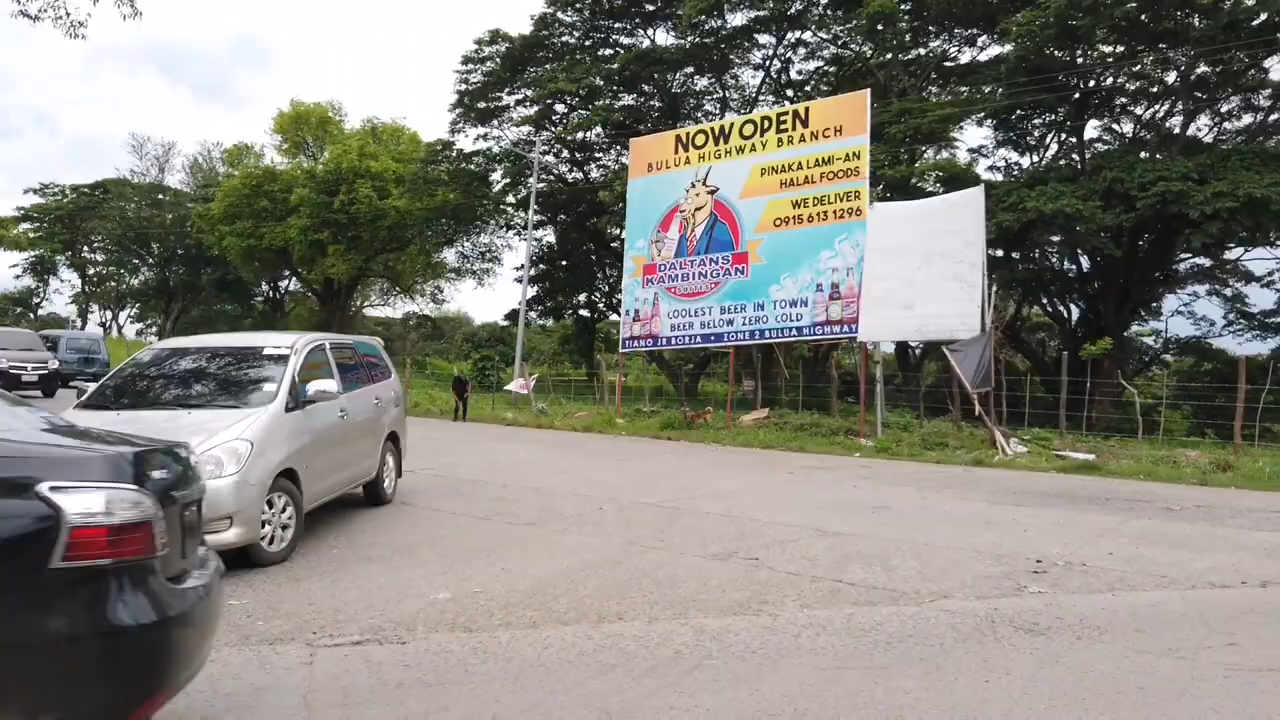 NOW OPEN
BULUA HIGHWAY BRANCH
PINAKA LAMI-AN
HALAL FOODS
WE DELIVER
0915 613 1296
DALTANS
KAMBINGAN
SUITES
COOLEST BEER IN TOWN
BEER BELOW ZERO COLD
TIANO JR BORJA • ZONE 2 BULUA HIGHWAY